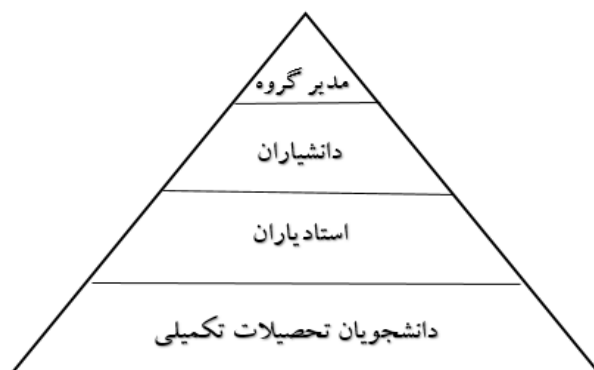 مدیر گروه
دانشیاران
استادیاران
دانشجویان تحصیلات تکمیلی